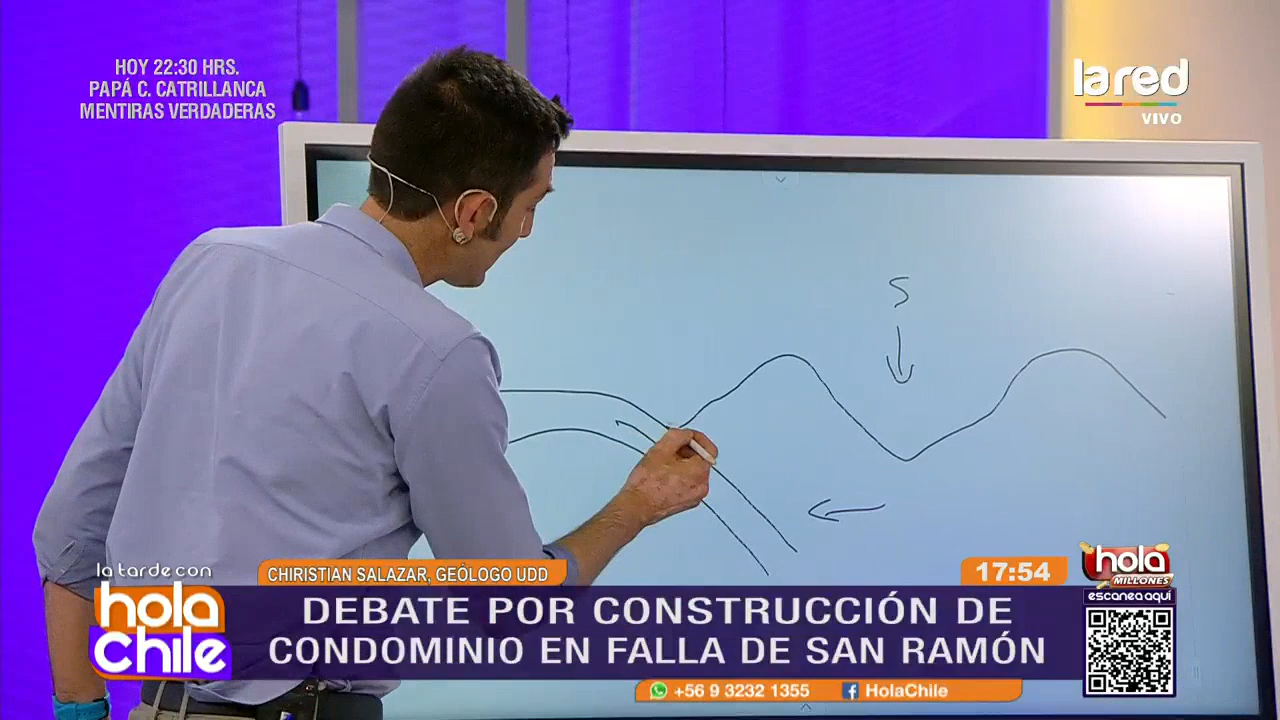 HOY 22:30 HRS.
PAPÁ C. CATRILLANCA
MENTIRAS VERDADERAS
la red
VIVO
S
la tarde con
hola
Chile
CHIRISTIAN SALAZAR, GEÓLOGO UDD
17:54
DEBATE POR CONSTRUCCIÓN DE
CONDOMINIO EN FALLA DE SAN RAMÓN
hola
MILLONES
escanea aquí
+56 9 3232 1355
HolaChile